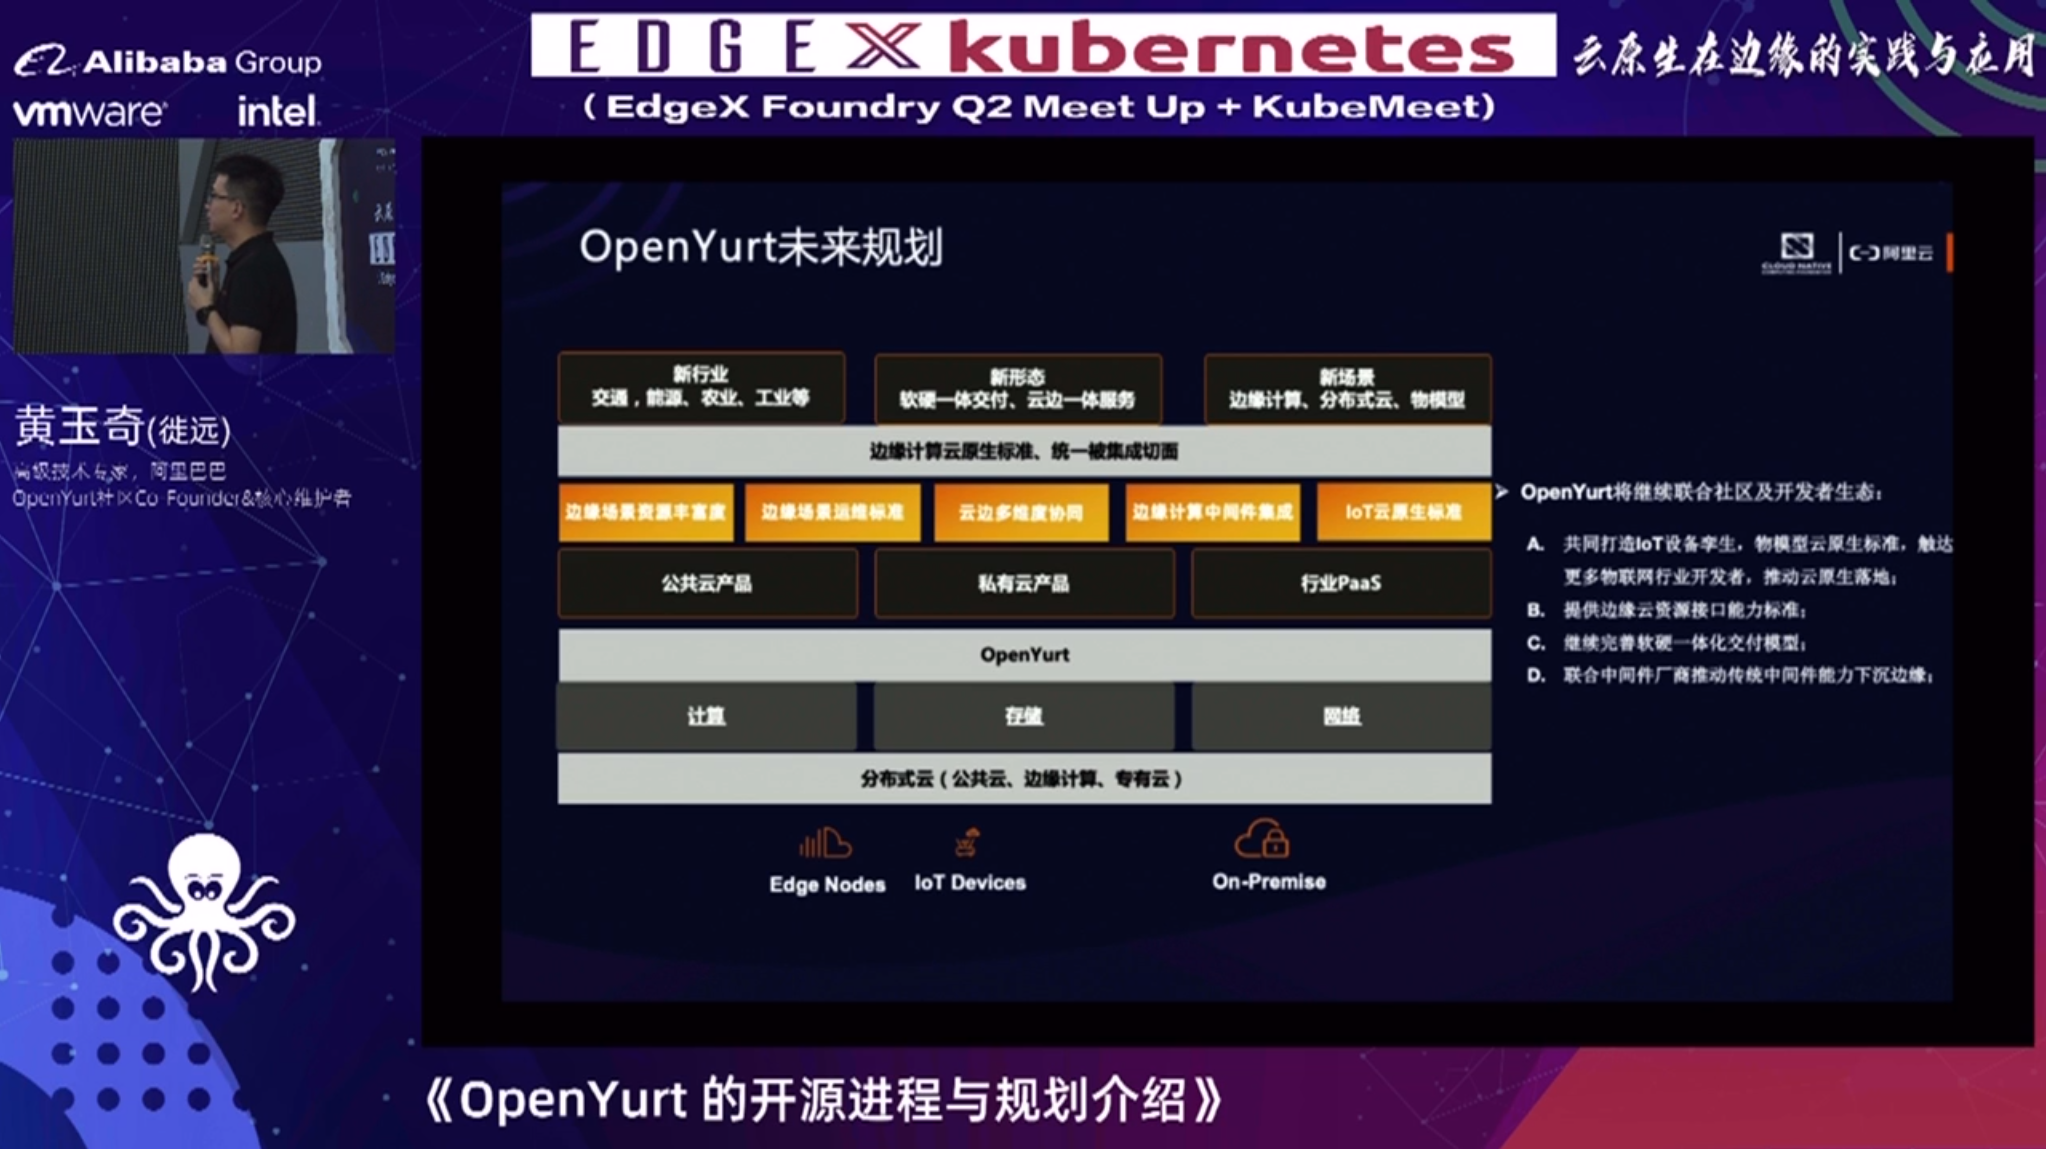 Alibaba Group
vmware intel
EDGE X kubernetes
云原生在边缘的实践与应用
( EdgeX Foundry Q2 Meet Up + KubeMeet)
黄玉奇(徙远)
高级技术专家，阿里巴巴
OpenYurt社区Co-Founder&核心维护者
OpenYurt未来规划
CLOUD NATIVE
阿里云
新行业
交通，能源、农业、工业等
新形态
软硬一体交付、云边一体服务
新场景
边缘计算、分布式云、物模型
边缘计算云原生标准、统一被集成切面
边缘场景资源丰富度
边缘场景运维标准
云边多维度协同
边缘计算中间件集成
IoT云原生标准
公共云产品
私有云产品
行业PaaS
OpenYurt
计算
存储
网络
分布式云（公共云、边缘计算、专有云）
Edge Nodes
IoT Devices
On-Premise
➤ OpenYurt将继续联合社区及开发者生态：
A. 共同打造IoT设备孪生，物模型云原生标准，触达
更多物联网行业开发者，推动云原生落地；
B. 提供边缘云资源接口能力标准；
C. 继续完善软硬一体化交付模型；
D. 联合中间件厂商推动传统中间件能力下沉边缘；
《OpenYurt 的开源进程与规划介绍》